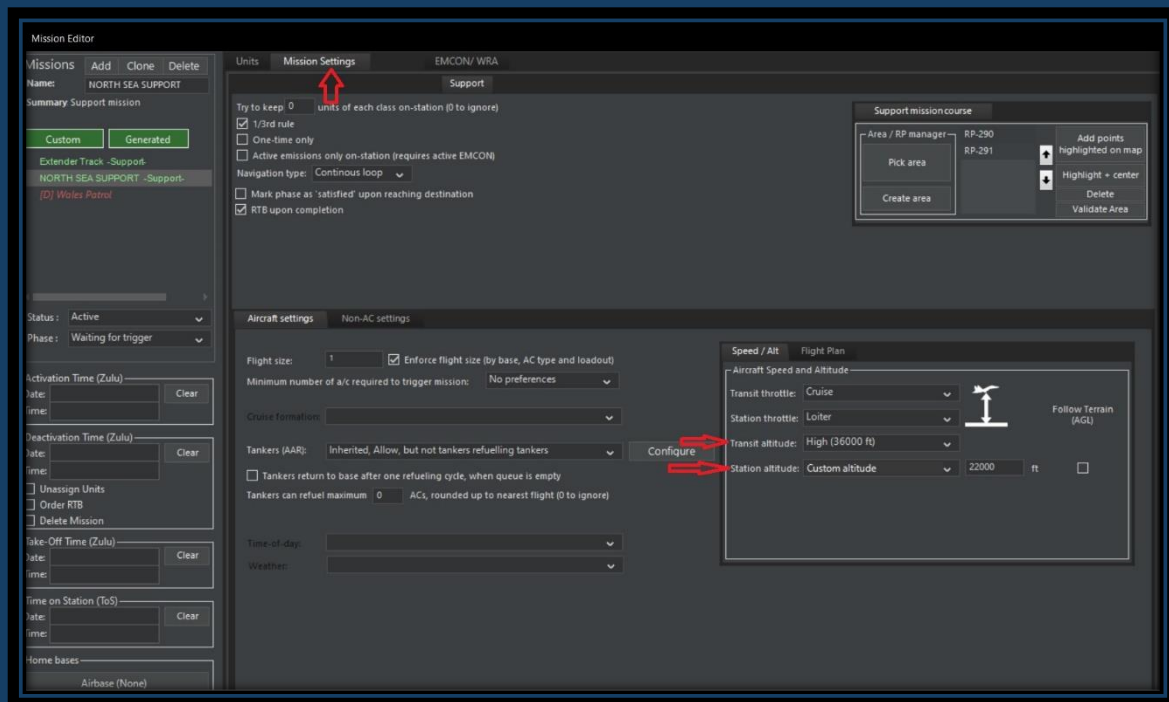 Mission Editor
Missions Add Clone Delete
Name: NORTH SEA SUPPORT
Summary Support mission
Custom Generated
Extender Track -Support-
NORTH SEA SUPPORT -Support-
[D] Wales Patrol
Status : Active
Phase : Waiting for trigger
Activation Time (Zulu)
Date: Clear
Time:
Deactivation Time (Zulu)
Date: Clear
Time:
Unassign Units
Order RTB
Delete Mission
Take-Off Time (Zulu)
Date: Clear
Time:
Time on Station (ToS)
Date: Clear
Time:
Home bases
Airbase (None)
Units Mission Settings EMCON/ WRA
Support
Try to keep 0 units of each class on-station (0 to ignore)
1/3rd rule
One-time only
Active emissions only on-station (requires active EMCON)
Navigation type: Continous loop
Mark phase as 'satisfied' upon reaching destination
RTB upon completion
Support mission course
Area / RP manager
Pick area
Create area
RP-290
RP-291
Add points
highlighted on map
Highlight + center
Delete
Validate Area
Aircraft settings Non-AC settings
Flight size: 1 Enforce flight size (by base, AC type and loadout)
Minimum number of a/c required to trigger mission: No preferences
Cruise formation:
Tankers (AAR): Inherited, Allow, but not tankers refuelling tankers Configure
Tankers return to base after one refueling cycle, when queue is empty
Tankers can refuel maximum 0 ACs, rounded up to nearest flight (0 to ignore)
Time-of-day:
Weather:
Speed / Alt Flight Plan
Aircraft Speed and Altitude
Transit throttle: Cruise
Station throttle: Loiter
Transit altitude: High (36000 ft)
Station altitude: Custom altitude 22000 ft
Follow Terrain
(AGL)